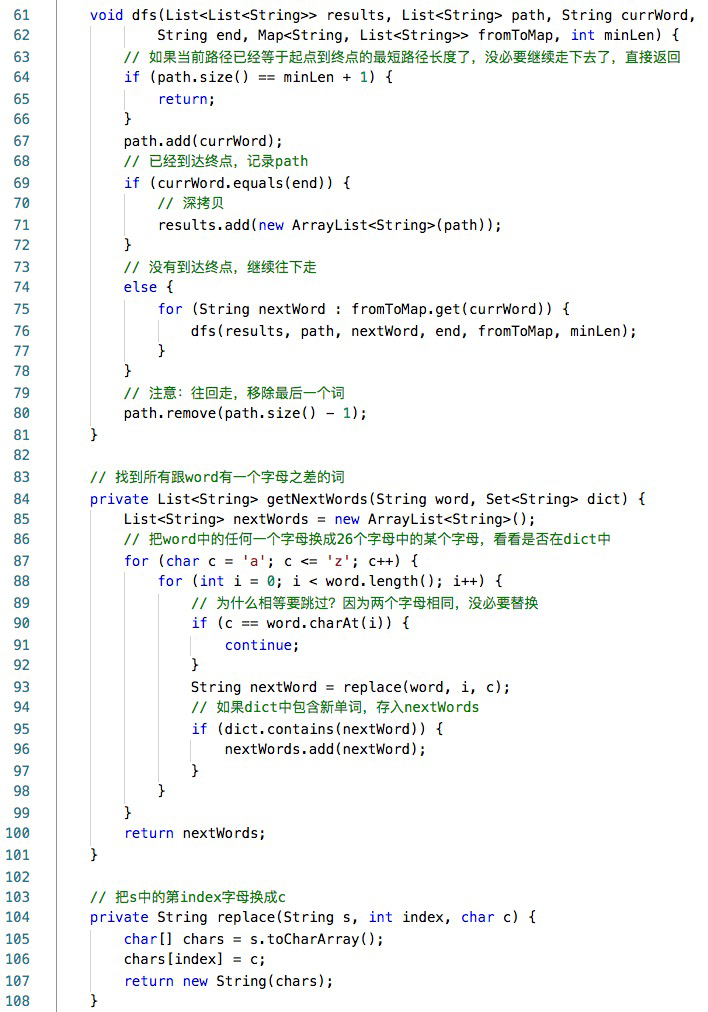 61 void dfs(List<List<String>> results, List<String> path, String currWord,
62 String end, Map<String, List<String>> fromToMap, int minLen) {
63 // 如果当前路径已经等于起点到终点的最短路径长度了，没必要继续走下去了，直接返回
64 if (path.size() == minLen + 1) {
65 return;
66 }
67 path.add(currWord);
68 // 已经到达终点，记录path
69 if (currWord.equals(end)) {
70 // 深拷贝
71 results.add(new ArrayList<String>(path));
72 }
73 // 没有到达终点，继续往下走
74 else {
75 for (String nextWord : fromToMap.get(currWord)) {
76 dfs(results, path, nextWord, end, fromToMap, minLen);
77 }
78 }
79 // 注意：往回走，移除最后一个词
80 path.remove(path.size() - 1);
81 }
82
83 // 找到所有跟word有一个字母之差的词
84 private List<String> getNextWords(String word, Set<String> dict) {
85 List<String> nextWords = new ArrayList<String>();
86 // 把word中的任何一个字母换成26个字母中的某个字母，看看是否在dict中
87 for (char c = 'a'; c <= 'z'; c++) {
88 for (int i = 0; i < word.length(); i++) {
89 // 为什么相等要跳过？因为两个字母相同，没必要替换
90 if (c == word.charAt(i)) {
91 continue;
92 }
93 String nextWord = replace(word, i, c);
94 // 如果dict中包含新单词，存入nextWords
95 if (dict.contains(nextWord)) {
96 nextWords.add(nextWord);
97 }
98 }
99 }
100 return nextWords;
101 }
102
103 // 把s中的第index字母换成c
104 private String replace(String s, int index, char c) {
105 char[] chars = s.toCharArray();
106 chars[index] = c;
107 return new String(chars);
108 }